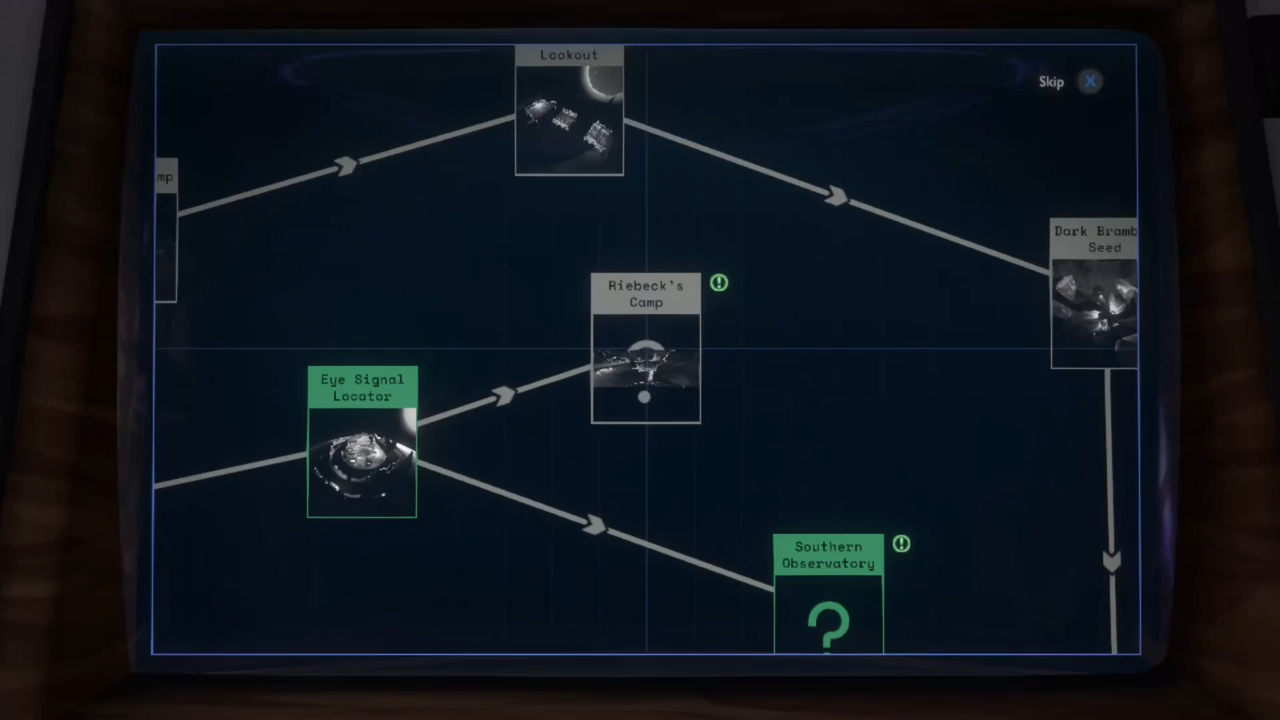 Lookout
Skip X
mp
Dark Bramb
Seed
Riebeck's
Camp
!
Eye Signal
Locator
Southern
Observatory
!
?